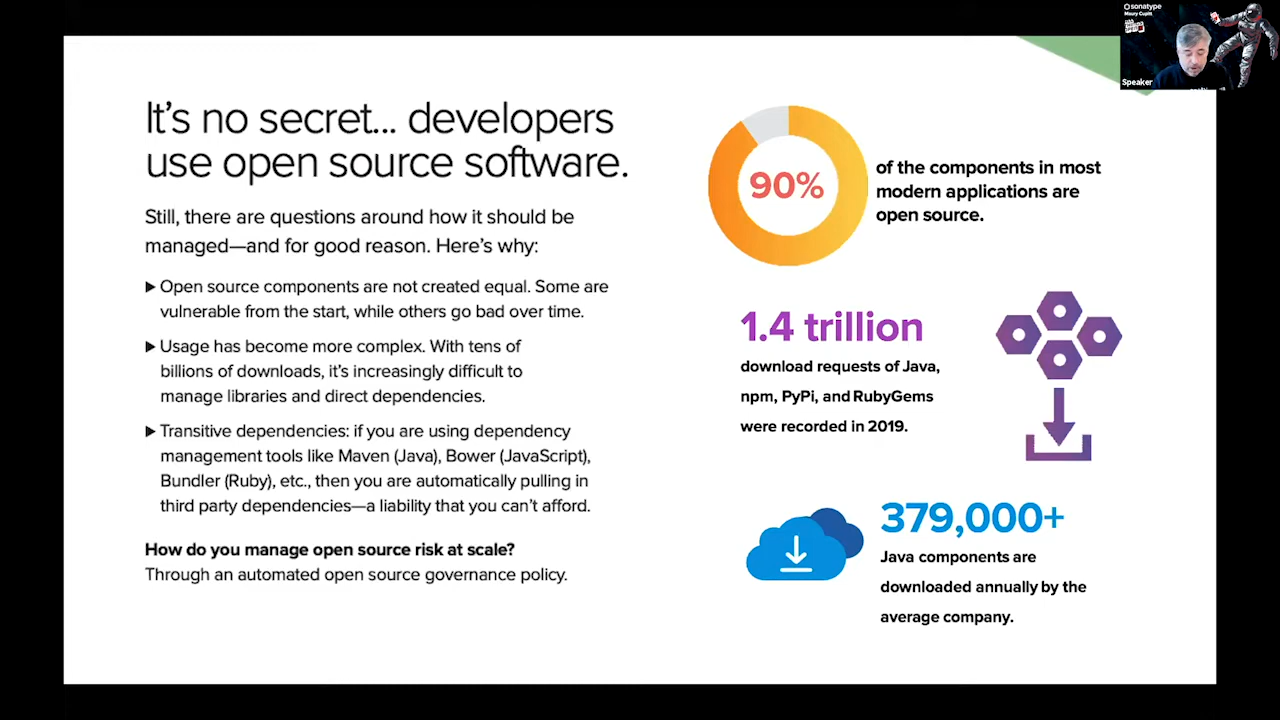 It's no secret... developers
use open source software.
Still, there are questions around how it should be
managed—and for good reason. Here's why:
▶ Open source components are not created equal. Some are
vulnerable from the start, while others go bad over time.
▶ Usage has become more complex. With tens of
billions of downloads, it's increasingly difficult to
manage libraries and direct dependencies.
▶ Transitive dependencies: if you are using dependency
management tools like Maven (Java), Bower (JavaScript),
Bundler (Ruby), etc., then you are automatically pulling in
third party dependencies—a liability that you can't afford.
How do you manage open source risk at scale?
Through an automated open source governance policy.
90%
of the components in most
modern applications are
open source.
1.4 trillion
download requests of Java,
npm, PyPi, and RubyGems
were recorded in 2019.
379,000+
Java components are
downloaded annually by the
average company.
sonatype
Maury Cupitt
Speaker